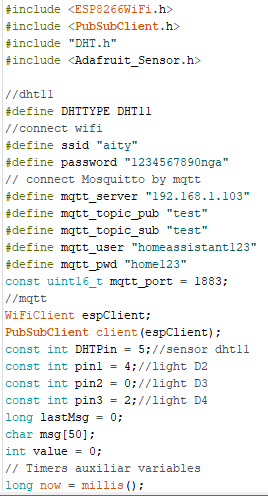 #include <ESP8266WiFi.h>
#include <PubSubClient.h>
#include "DHT.h"
#include <Adafruit_Sensor.h>
//dht11
#define DHTTYPE DHT11
//connect wifi
#define ssid "aity"
#define password "1234567890nga"
// connect Mosquitto by mqtt
#define mqtt_server "192.168.1.103"
#define mqtt_topic_pub "test"
#define mqtt_topic_sub "test"
#define mqtt_user "homeassistant123"
#define mqtt_pwd "home123"
const uint16_t mqtt_port = 1883;
//mqtt
WiFiClient espClient;
PubSubClient client(espClient);
const int DHTPin = 5;//sensor dht11
const int pin1 = 4;//light D2
const int pin2 = 0;//light D3
const int pin3 = 2;//light D4
long lastMsg = 0;
char msg[50];
int value = 0;
// Timers auxiliar variables
long now = millis();